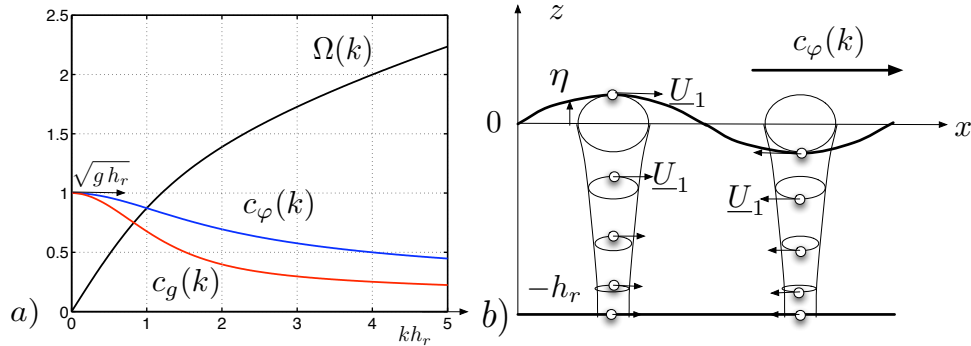 2.5
Ω(k)
2
1.5
√g h_r
1
c_φ(k)
0.5
c_g(k)
0
0 1 2 3 4 5
kh_r
a)
z
c_φ(k)
η
U_1
0
x
U_1
U_1
−h_r
b)